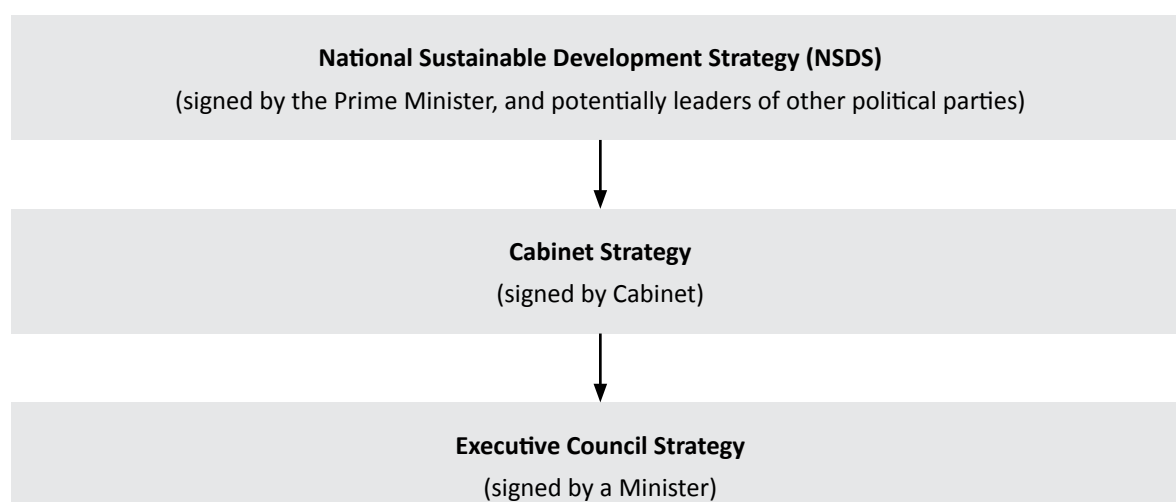 National Sustainable Development Strategy (NSDS)
(signed by the Prime Minister, and potentially leaders of other political parties)
Cabinet Strategy
(signed by Cabinet)
Executive Council Strategy
(signed by a Minister)